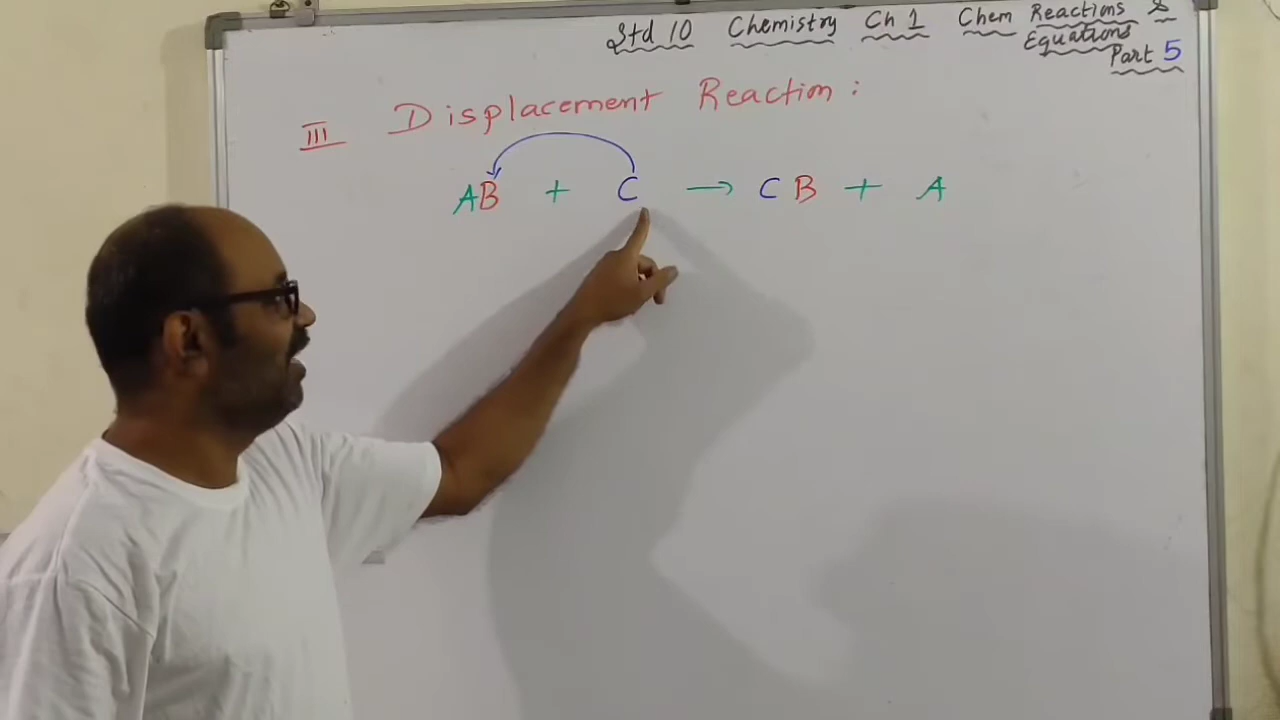 Std 10 Chemistry Ch 1 Chem Reactions &
Equations
Part 5
III Displacement Reaction :
AB + C → CB + A